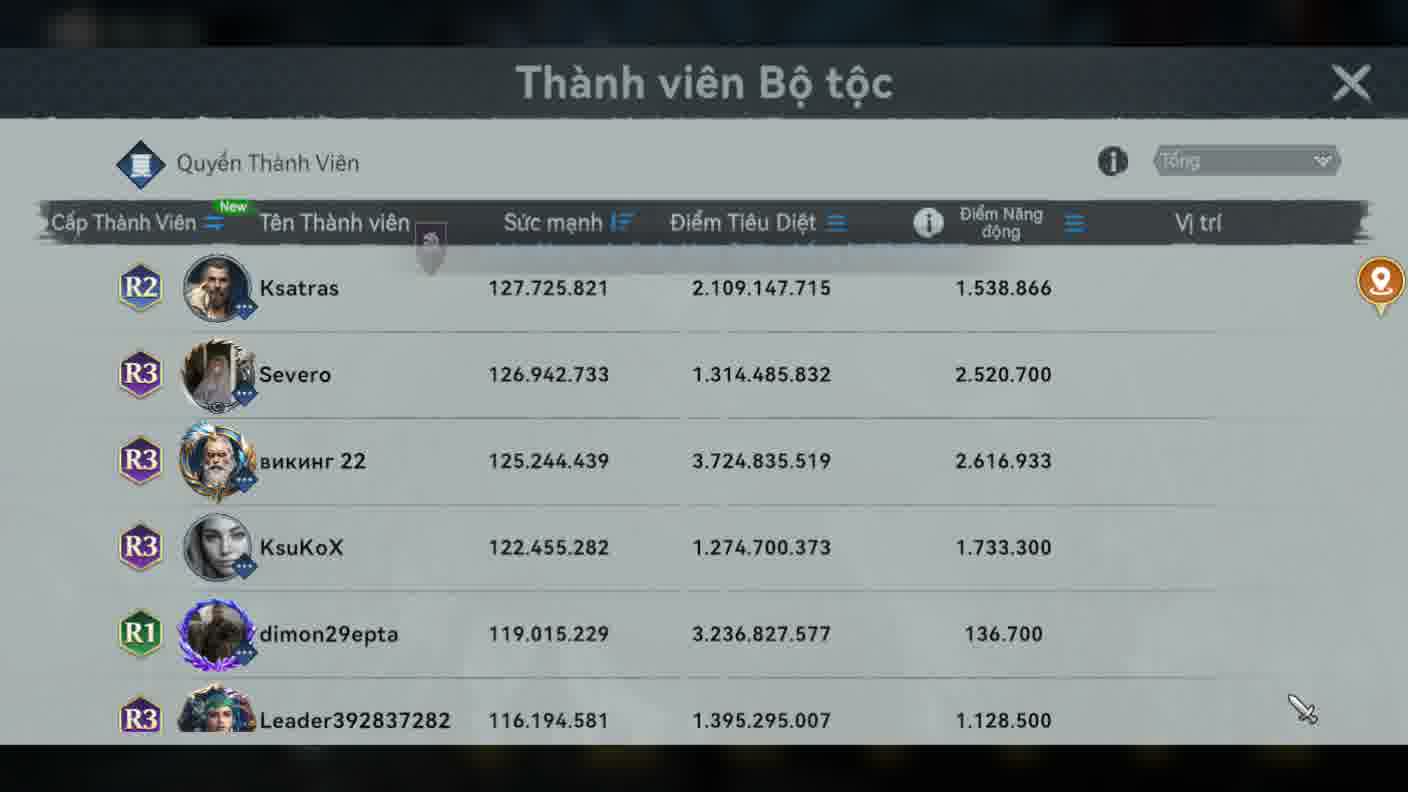 Thành viên Bộ tộc
Quyền Thành Viên
Tổng
New
Cấp Thành Viên Tên Thành viên Sức mạnh Điểm Tiêu Diệt Điểm Năng động Vị trí
R2 Ksatras 127.725.821 2.109.147.715 1.538.866
R3 Severo 126.942.733 1.314.485.832 2.520.700
R3 викинг 22 125.244.439 3.724.835.519 2.616.933
R3 KsuKoX 122.455.282 1.274.700.373 1.733.300
R1 dimon29epta 119.015.229 3.236.827.577 136.700
R3 Leader392837282 116.194.581 1.395.295.007 1.128.500